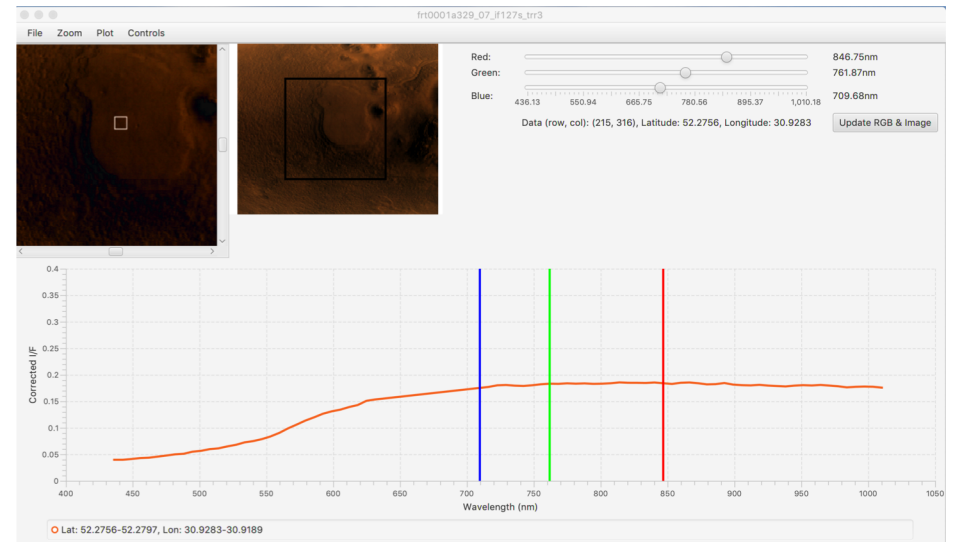 frt0001a329_07_if127s_trr3
File Zoom Plot Controls
Red: 846.75nm
Green: 761.87nm
Blue: 709.68nm
436.13 550.94 665.75 780.56 895.37 1,010.18
Data (row, col): (215, 316), Latitude: 52.2756, Longitude: 30.9283
Update RGB & Image
0.4
0.35
0.3
0.25
0.2
0.15
0.1
0.05
0
Corrected I/F
400 450 500 550 600 650 700 750 800 850 900 950 1000 1050
Wavelength (nm)
Lat: 52.2756-52.2797, Lon: 30.9283-30.9189